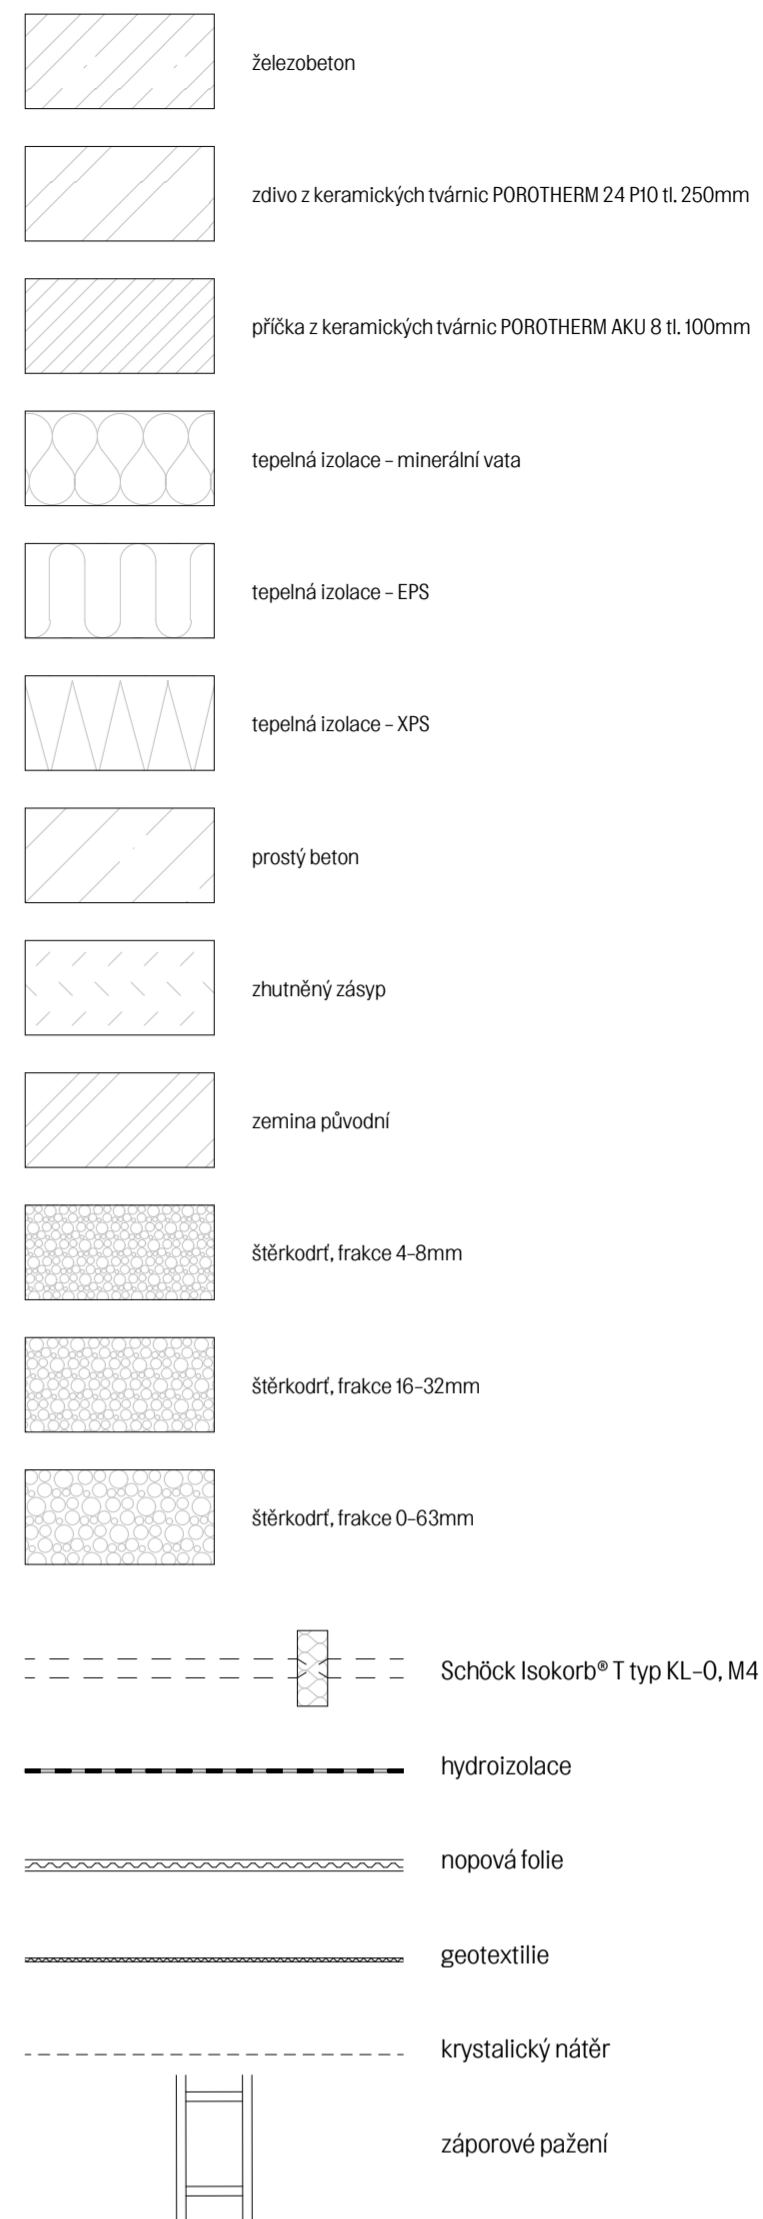 železobeton
zdivo z keramických tvárnic POROTHERM 24 P10 tl. 250mm
příčka z keramických tvárnic POROTHERM AKU 8 tl. 100mm
tepelná izolace – minerální vata
tepelná izolace – EPS
tepelná izolace – XPS
prostý beton
zhutněný zásyp
zemina původní
štěrkodrť, frakce 4–8mm
štěrkodrť, frakce 16–32mm
štěrkodrť, frakce 0–63mm
Schöck Isokorb® T typ KL–O, M4
hydroizolace
nopová folie
geotextilie
krystalický nátěr
záporové pažení